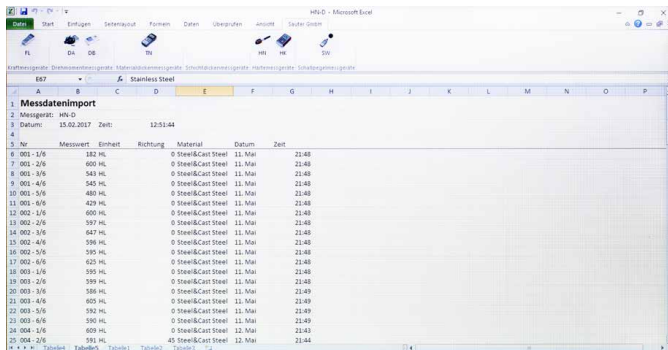 HN-D - Microsoft Excel
Datei Start Einfügen Seitenlayout Formeln Daten Überprüfen Ansicht Sauter GmbH
FL DA DB TN HN HK SW
Kraftmessgeräte Drehmomentmessgeräte Materialdickenmessgeräte Schichtdickenmessgeräte Härtemessgeräte Schallpegelmessgeräte
E67 fx Stainless Steel
A B C D E F G H I J K L M N O P
1 Messdatenimport
2 Messgerät: HN-D
3 Datum: 15.02.2017 Zeit: 12:51:44
4
5 Nr Messwert Einheit Richtung Material Datum Zeit
6 001 - 1/6 182 HL 0 Steel&Cast Steel 11. Mai 21:48
7 001 - 2/6 600 HL 0 Steel&Cast Steel 11. Mai 21:48
8 001 - 3/6 543 HL 0 Steel&Cast Steel 11. Mai 21:48
9 001 - 4/6 545 HL 0 Steel&Cast Steel 11. Mai 21:48
10 001 - 5/6 480 HL 0 Steel&Cast Steel 11. Mai 21:48
11 001 - 6/6 429 HL 0 Steel&Cast Steel 11. Mai 21:48
12 002 - 1/6 600 HL 0 Steel&Cast Steel 11. Mai 21:48
13 002 - 2/6 597 HL 0 Steel&Cast Steel 11. Mai 21:48
14 002 - 3/6 647 HL 0 Steel&Cast Steel 11. Mai 21:48
15 002 - 4/6 596 HL 0 Steel&Cast Steel 11. Mai 21:48
16 002 - 5/6 595 HL 0 Steel&Cast Steel 11. Mai 21:48
17 002 - 6/6 625 HL 0 Steel&Cast Steel 11. Mai 21:48
18 003 - 1/6 595 HL 0 Steel&Cast Steel 11. Mai 21:48
19 003 - 2/6 599 HL 0 Steel&Cast Steel 11. Mai 21:48
20 003 - 3/6 586 HL 0 Steel&Cast Steel 11. Mai 21:49
21 003 - 4/6 605 HL 0 Steel&Cast Steel 11. Mai 21:49
22 003 - 5/6 592 HL 0 Steel&Cast Steel 11. Mai 21:49
23 003 - 6/6 590 HL 0 Steel&Cast Steel 11. Mai 21:49
24 004 - 1/6 609 HL 0 Steel&Cast Steel 12. Mai 21:43
25 004 - 2/6 591 HL 45 Steel&Cast Steel 12. Mai 21:44
Tabelle4 Tabelle5 Tabelle1 Tabelle2 Tabelle3